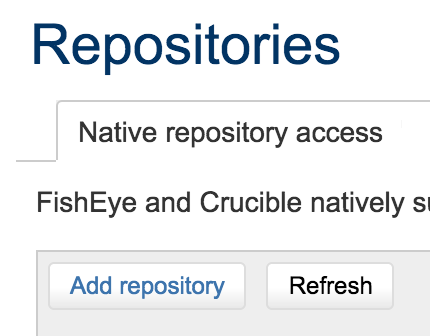 Repositories
Native repository access
FishEye and Crucible natively
Add repository
Refresh